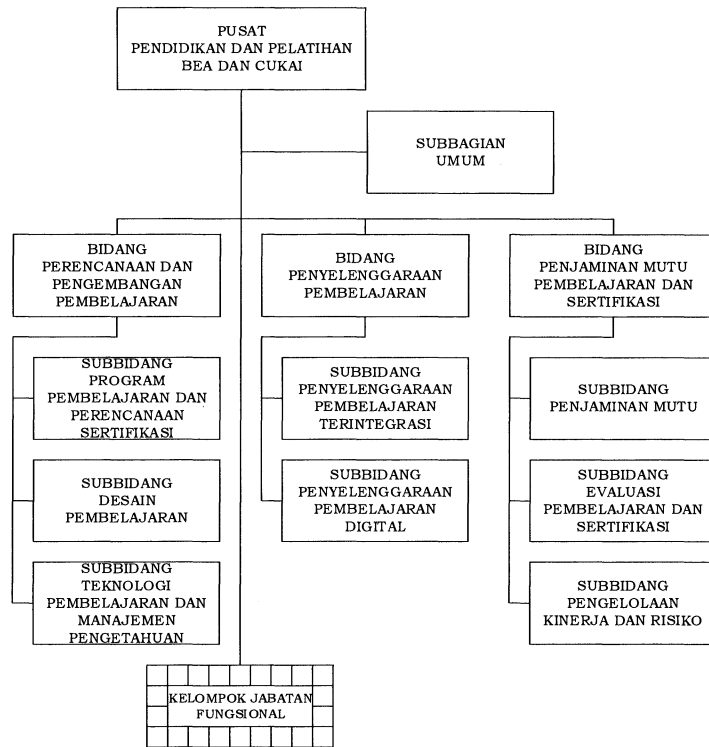 PUSAT
PENDIDIKAN DAN PELATIHAN
BEA DAN CUKAI
SUBBAGIAN
UMUM
BIDANG
PERENCANAAN DAN
PENGEMBANGAN
PEMBELAJARAN
BIDANG
PENYELENGGARAAN
PEMBELAJARAN
BIDANG
PENJAMINAN MUTU
PEMBELAJARAN DAN
SERTIFIKASI
SUBBIDANG
PROGRAM
PEMBELAJARAN DAN
PERENCANAAN
SERTIFIKASI
SUBBIDANG
PENYELENGGARAAN
PEMBELAJARAN
TERINTEGRASI
SUBBIDANG
PENJAMINAN MUTU
SUBBIDANG
DESAIN
PEMBELAJARAN
SUBBIDANG
PENYELENGGARAAN
PEMBELAJARAN
DIGITAL
SUBBIDANG
EVALUASI
PEMBELAJARAN DAN
SERTIFIKASI
SUBBIDANG
TEKNOLOGI
PEMBELAJARAN DAN
MANAJEMEN
PENGETAHUAN
SUBBIDANG
PENGELOLAAN
KINERJA DAN RISIKO
KELOMPOK JABATAN
FUNGSIONAL